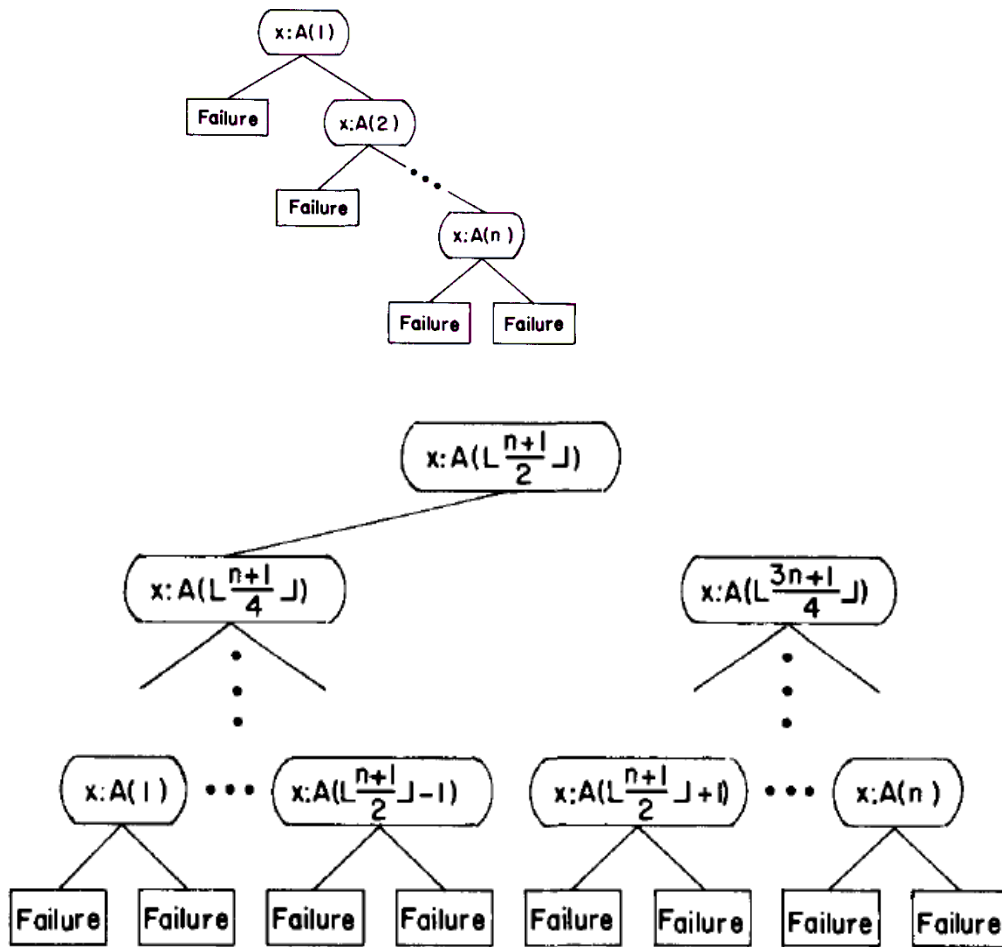 x:A(1)
Failure
x:A(2)
Failure
x:A(n)
Failure Failure
x:A(⌊(n+1)/2⌋)
x:A(⌊(n+1)/4⌋) x:A(⌊(3n+1)/4⌋)
x:A(1) ••• x:A(⌊(n+1)/2⌋-1) x:A(⌊(n+1)/2⌋+1) ••• x:A(n)
Failure Failure Failure Failure Failure Failure Failure Failure